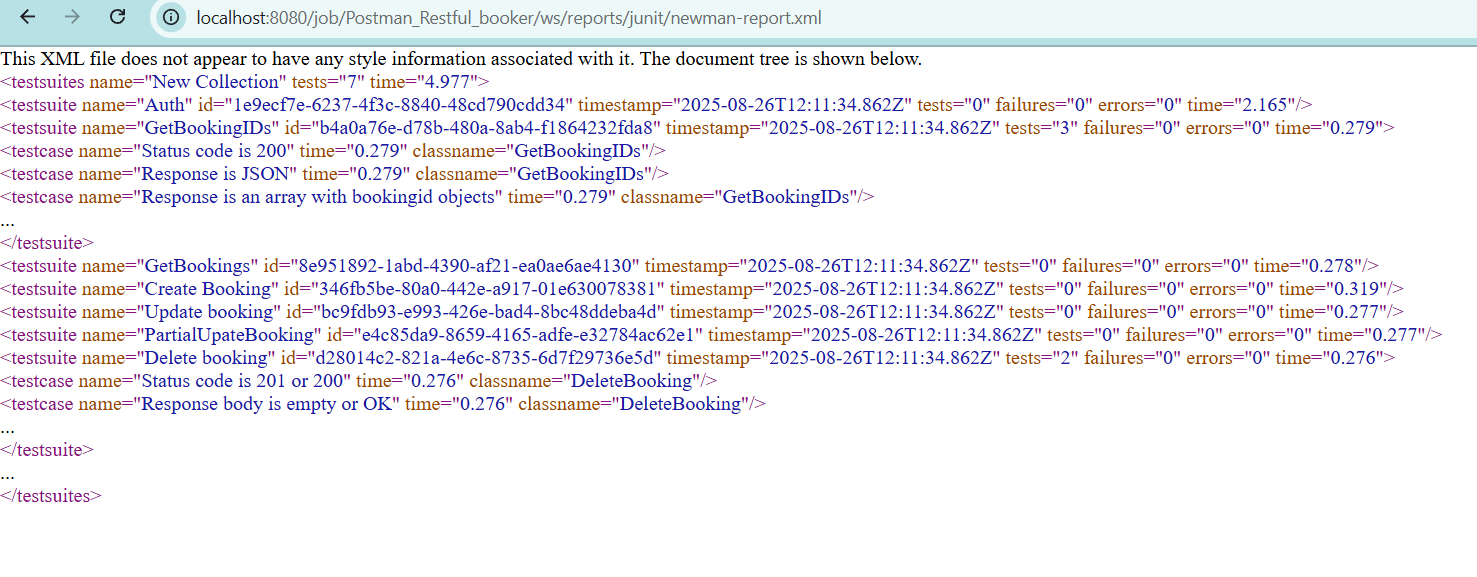 localhost:8080/job/Postman_Restful_booker/ws/reports/junit/newman-report.xml
This XML file does not appear to have any style information associated with it. The document tree is shown below.
<testsuites name="New Collection" tests="7" time="4.977">
<testsuite name="Auth" id="1e9ecf7e-6237-4f3c-8840-48cd790cdd34" timestamp="2025-08-26T12:11:34.862Z" tests="0" failures="0" errors="0" time="2.165"/>
<testsuite name="GetBookingIDs" id="b4a0a76e-d78b-480a-8ab4-f1864232fda8" timestamp="2025-08-26T12:11:34.862Z" tests="3" failures="0" errors="0" time="0.279">
<testcase name="Status code is 200" time="0.279" classname="GetBookingIDs"/>
<testcase name="Response is JSON" time="0.279" classname="GetBookingIDs"/>
<testcase name="Response is an array with bookingid objects" time="0.279" classname="GetBookingIDs"/>
...
</testsuite>
<testsuite name="GetBookings" id="8e951892-1abd-4390-af21-ea0ae6ae4130" timestamp="2025-08-26T12:11:34.862Z" tests="0" failures="0" errors="0" time="0.278"/>
<testsuite name="Create Booking" id="346fb5be-80a0-442e-a917-01e630078381" timestamp="2025-08-26T12:11:34.862Z" tests="0" failures="0" errors="0" time="0.319"/>
<testsuite name="Update booking" id="bc9fdb93-e993-426e-bad4-8bc48ddeba4d" timestamp="2025-08-26T12:11:34.862Z" tests="0" failures="0" errors="0" time="0.277"/>
<testsuite name="PartialUpateBooking" id="e4c85da9-8659-4165-adfe-e32784ac62e1" timestamp="2025-08-26T12:11:34.862Z" tests="0" failures="0" errors="0" time="0.277"/>
<testsuite name="Delete booking" id="d28014c2-821a-4e6c-8735-6d7f29736e5d" timestamp="2025-08-26T12:11:34.862Z" tests="2" failures="0" errors="0" time="0.276">
<testcase name="Status code is 201 or 200" time="0.276" classname="DeleteBooking"/>
<testcase name="Response body is empty or OK" time="0.276" classname="DeleteBooking"/>
...
</testsuite>
...
</testsuites>